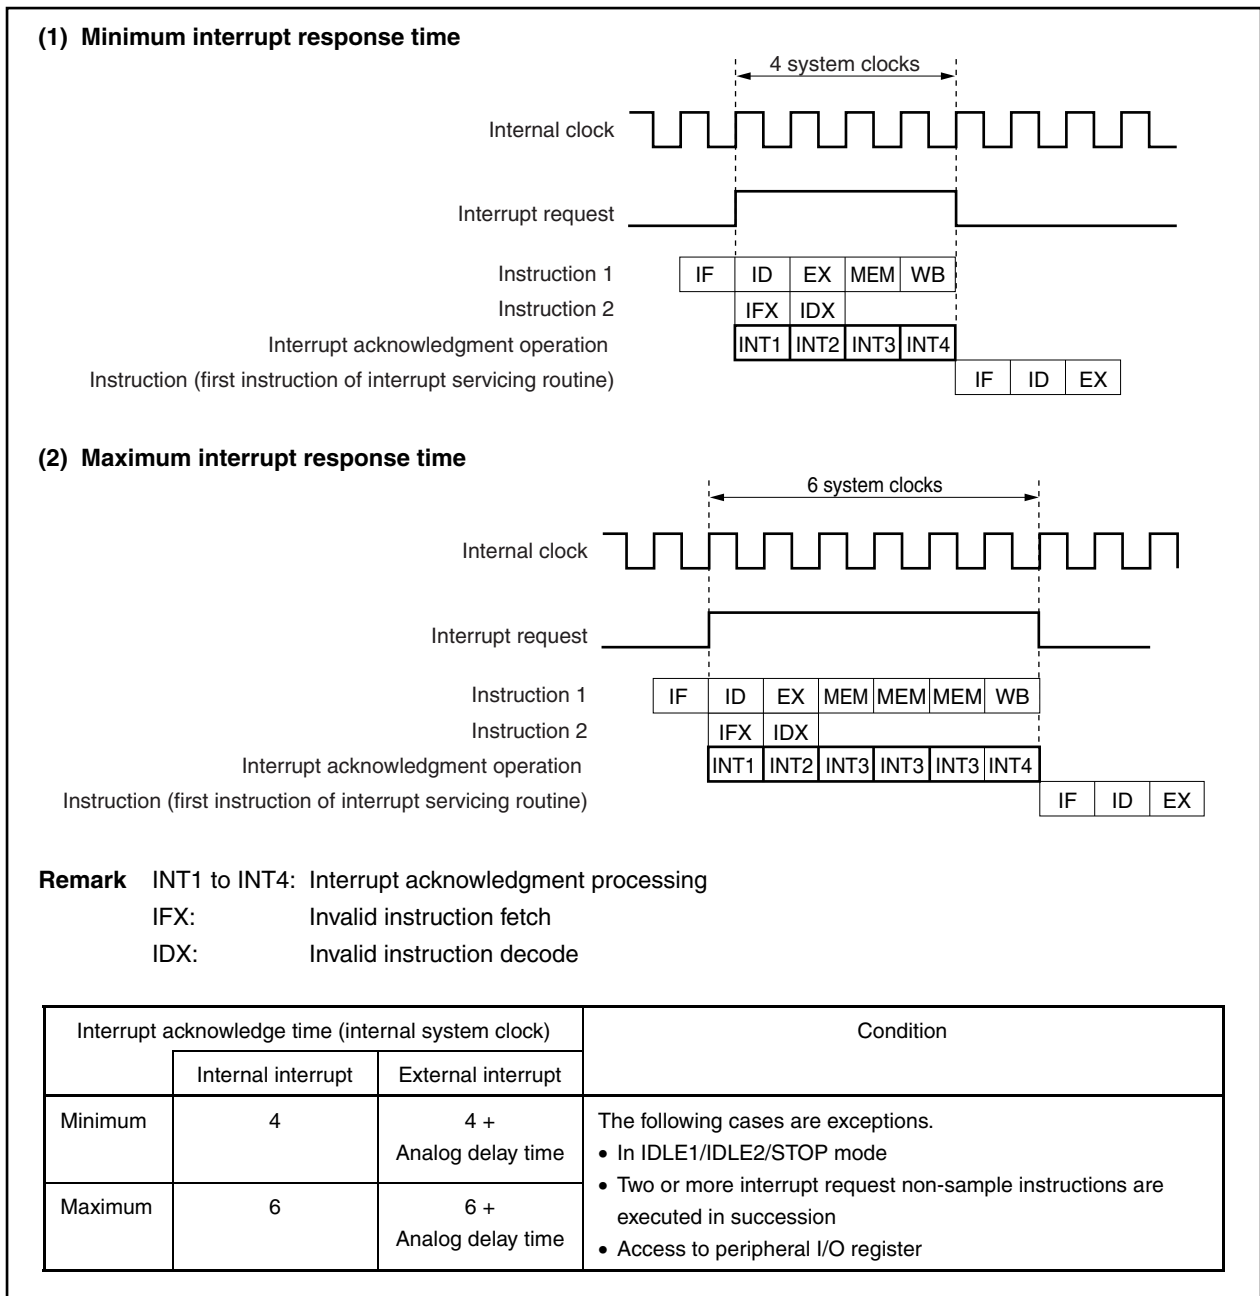 (1) Minimum interrupt response time
4 system clocks
Internal clock
Interrupt request
Instruction 1 IF ID EX MEM WB
Instruction 2 IFX IDX
Interrupt acknowledgment operation INT1 INT2 INT3 INT4
Instruction (first instruction of interrupt servicing routine) IF ID EX
(2) Maximum interrupt response time
6 system clocks
Internal clock
Interrupt request
Instruction 1 IF ID EX MEM MEM MEM WB
Instruction 2 IFX IDX
Interrupt acknowledgment operation INT1 INT2 INT3 INT3 INT3 INT4
Instruction (first instruction of interrupt servicing routine) IF ID EX
Remark INT1 to INT4: Interrupt acknowledgment processing
IFX: Invalid instruction fetch
IDX: Invalid instruction decode
Interrupt acknowledge time (internal system clock) Condition
Internal interrupt External interrupt
Minimum 4 4 +
Analog delay time
Maximum 6 6 +
Analog delay time
The following cases are exceptions.
• In IDLE1/IDLE2/STOP mode
• Two or more interrupt request non-sample instructions are
executed in succession
• Access to peripheral I/O register